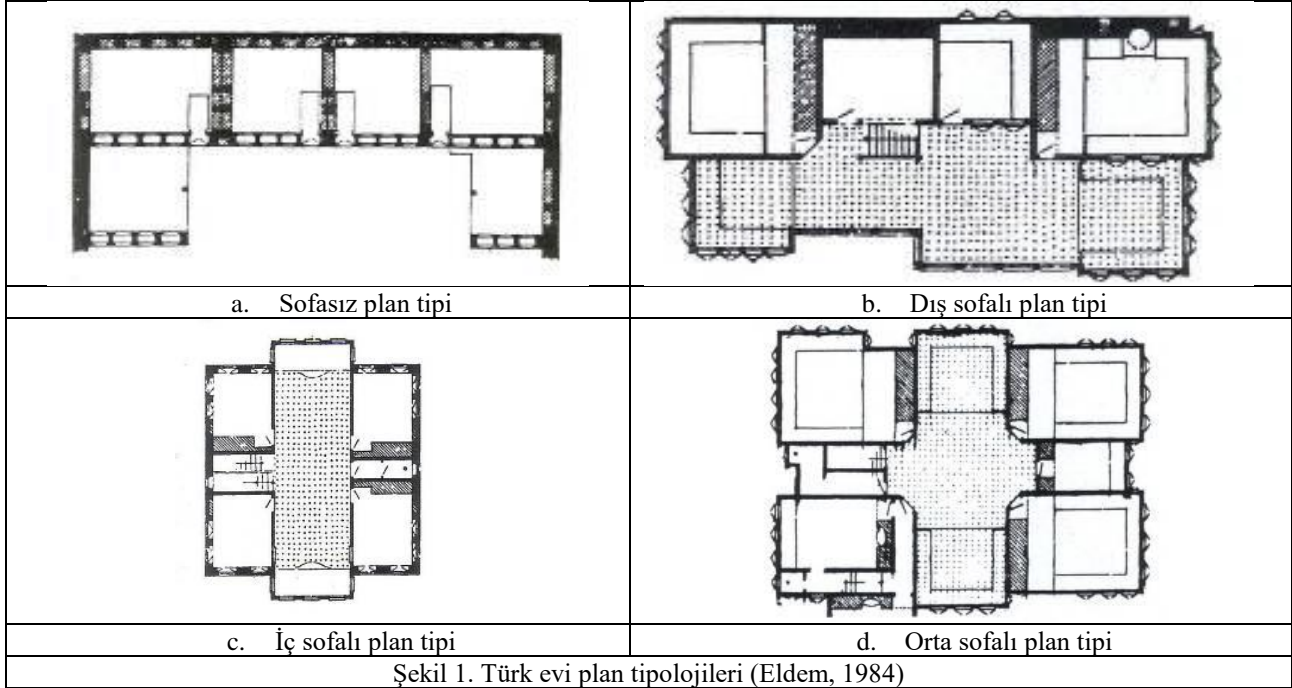 a. Sofasız plan tipi
b. Dış sofalı plan tipi
c. İç sofalı plan tipi
d. Orta sofalı plan tipi
Şekil 1. Türk evi plan tipolojileri (Eldem, 1984)